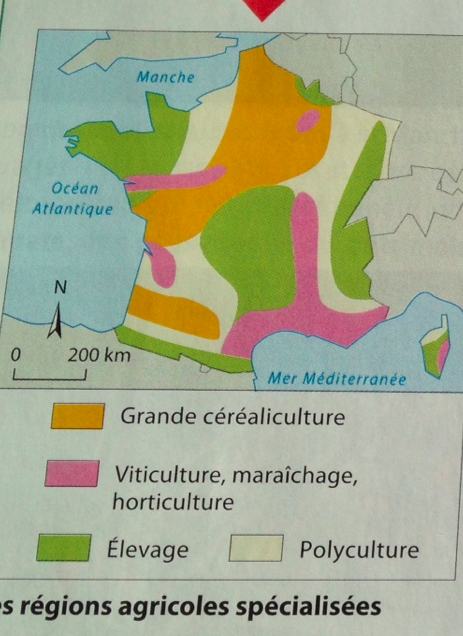 Manche
Océan
Atlantique
N
0 200 km
Mer Méditerranée
Grande céréaliculture
Viticulture, maraîchage,
horticulture
Élevage
Polyculture
régions agricoles spécialisées